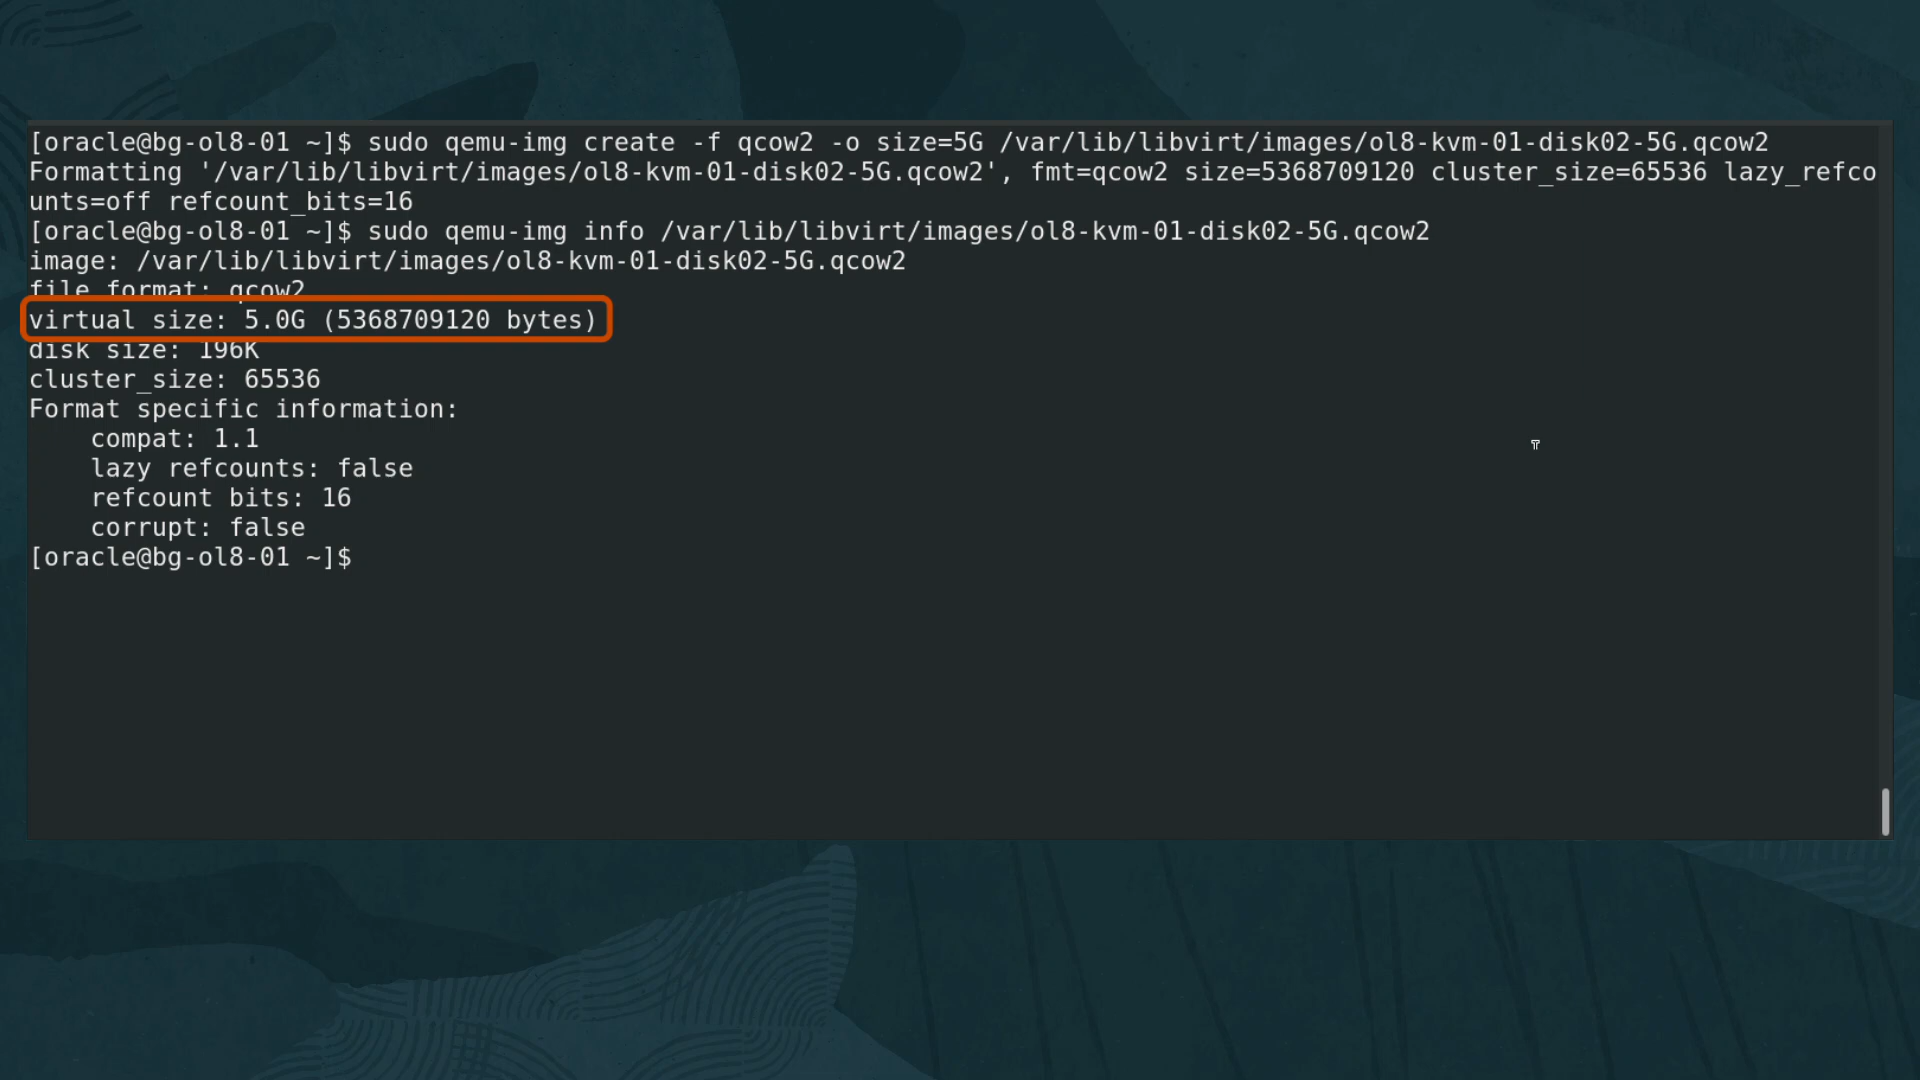 [oracle@bg-ol8-01 ~]$ sudo qemu-img create -f qcow2 -o size=5G /var/lib/libvirt/images/ol8-kvm-01-disk02-5G.qcow2
Formatting '/var/lib/libvirt/images/ol8-kvm-01-disk02-5G.qcow2', fmt=qcow2 size=5368709120 cluster_size=65536 lazy_refco
unts=off refcount_bits=16
[oracle@bg-ol8-01 ~]$ sudo qemu-img info /var/lib/libvirt/images/ol8-kvm-01-disk02-5G.qcow2
image: /var/lib/libvirt/images/ol8-kvm-01-disk02-5G.qcow2
file format: qcow2
virtual size: 5.0G (5368709120 bytes)
disk size: 196K
cluster_size: 65536
Format specific information:
    compat: 1.1
    lazy refcounts: false
    refcount bits: 16
    corrupt: false
[oracle@bg-ol8-01 ~]$